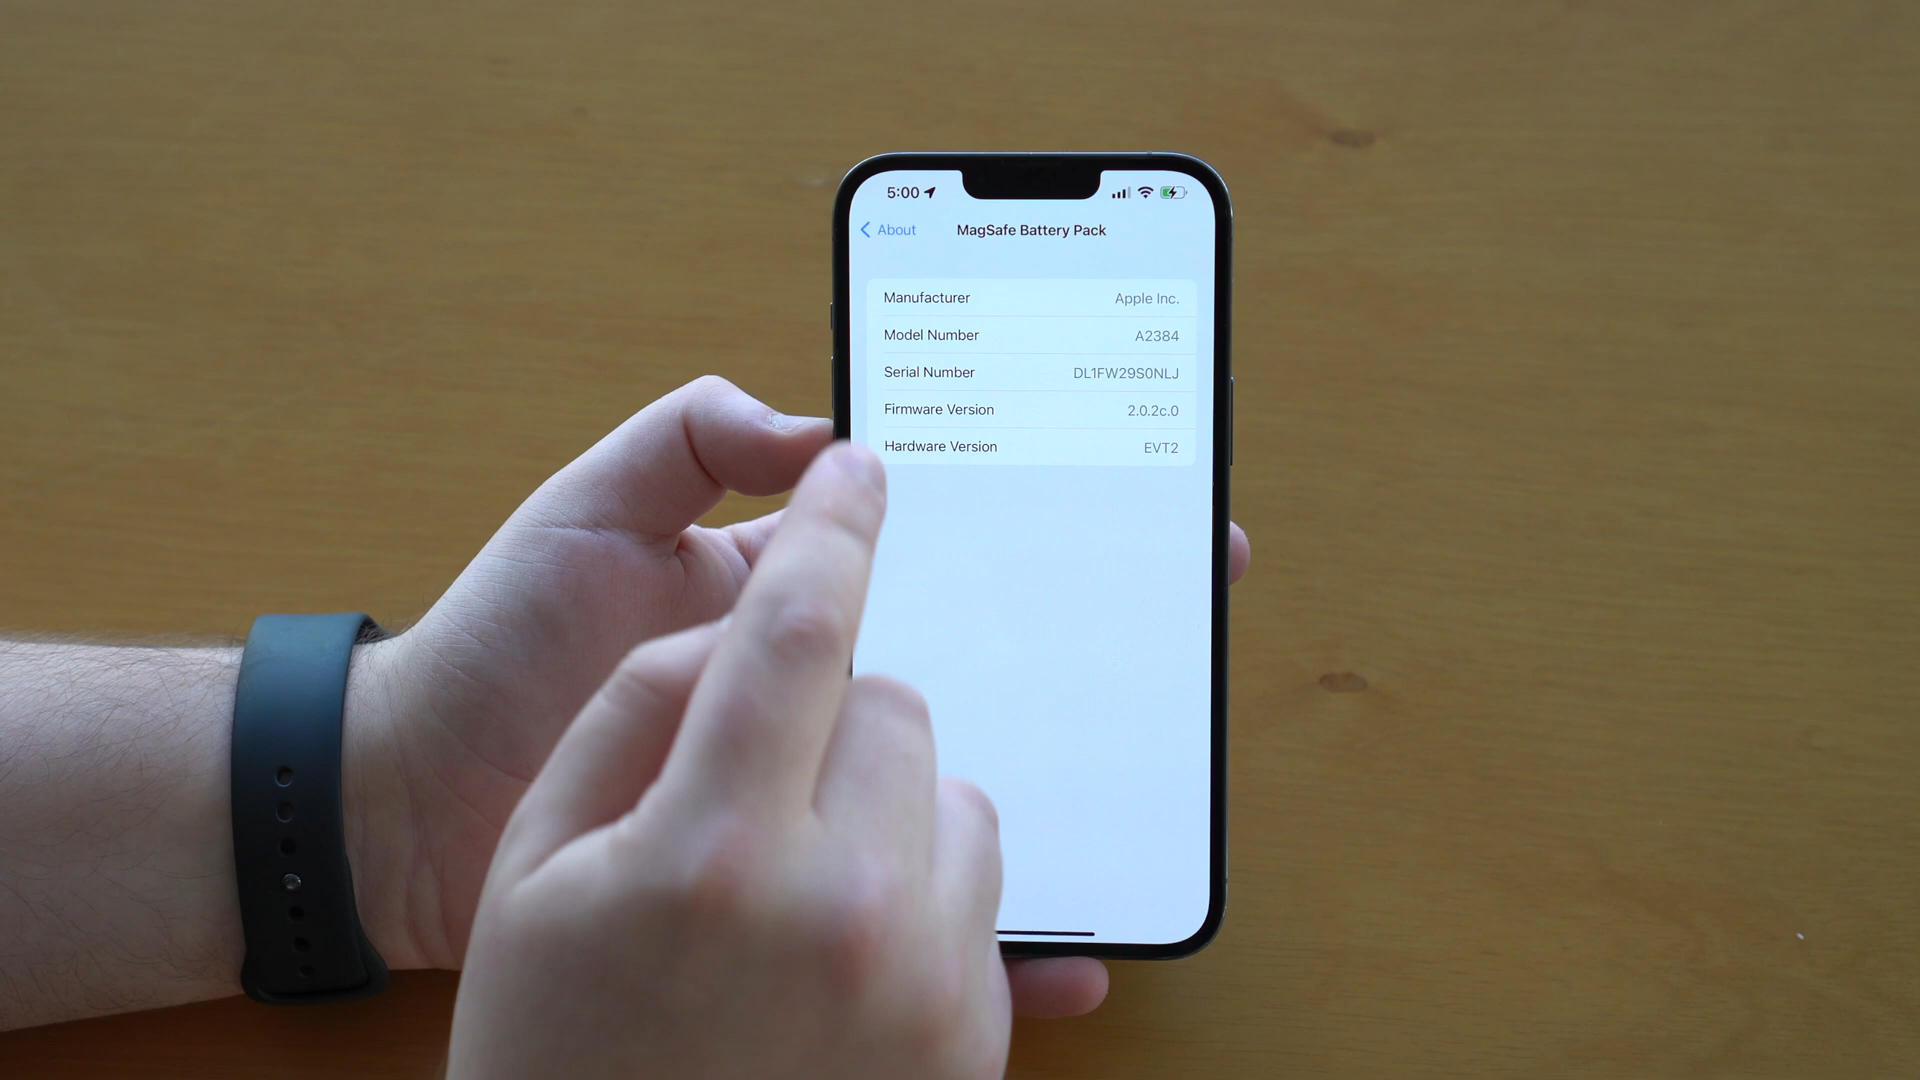 5:00
About MagSafe Battery Pack
Manufacturer Apple Inc.
Model Number A2384
Serial Number DL1FW29S0NLJ
Firmware Version 2.0.2c.0
Hardware Version EVT2